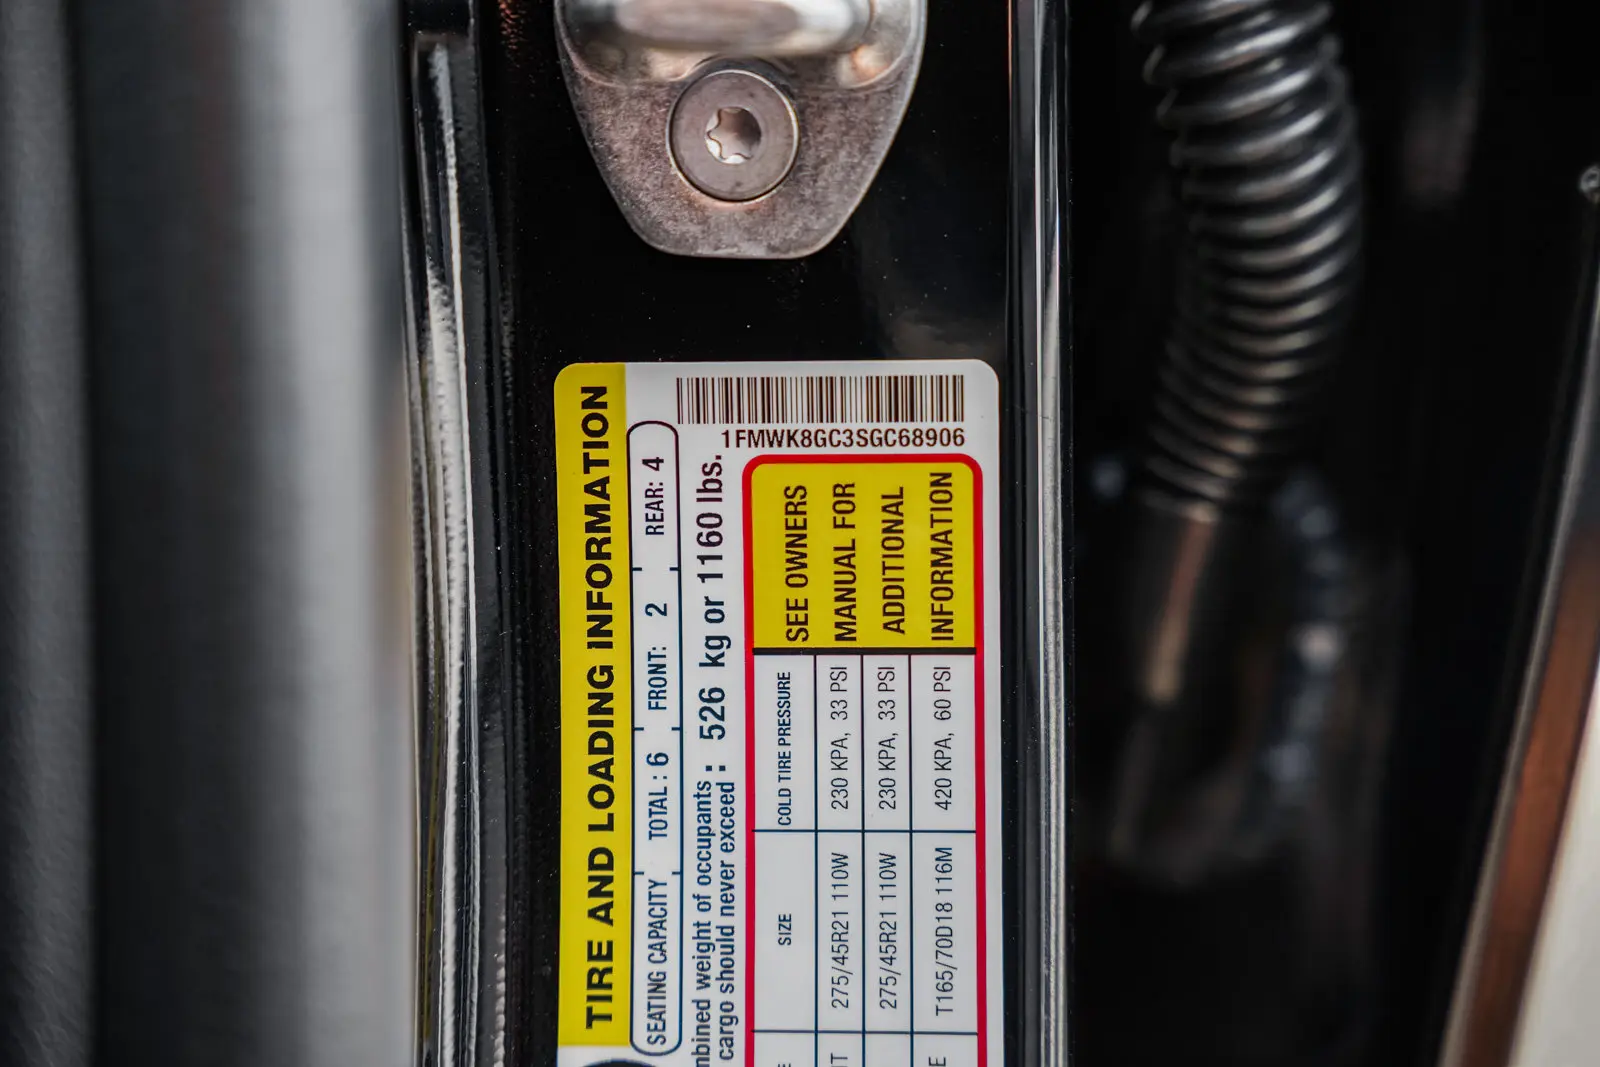 1FMWK8GC3SGC68906
TIRE AND LOADING INFORMATION
SEATING CAPACITY TOTAL : 6 FRONT: 2 REAR: 4
weight of occupants
cargo should never exceed : 526 kg or 1160 lbs.
SIZE COLD TIRE PRESSURE
275/45R21 110W 230 KPA, 33 PSI
275/45R21 110W 230 KPA, 33 PSI
T165/70D18 116M 420 KPA, 60 PSI
SEE OWNERS
MANUAL FOR
ADDITIONAL
INFORMATION